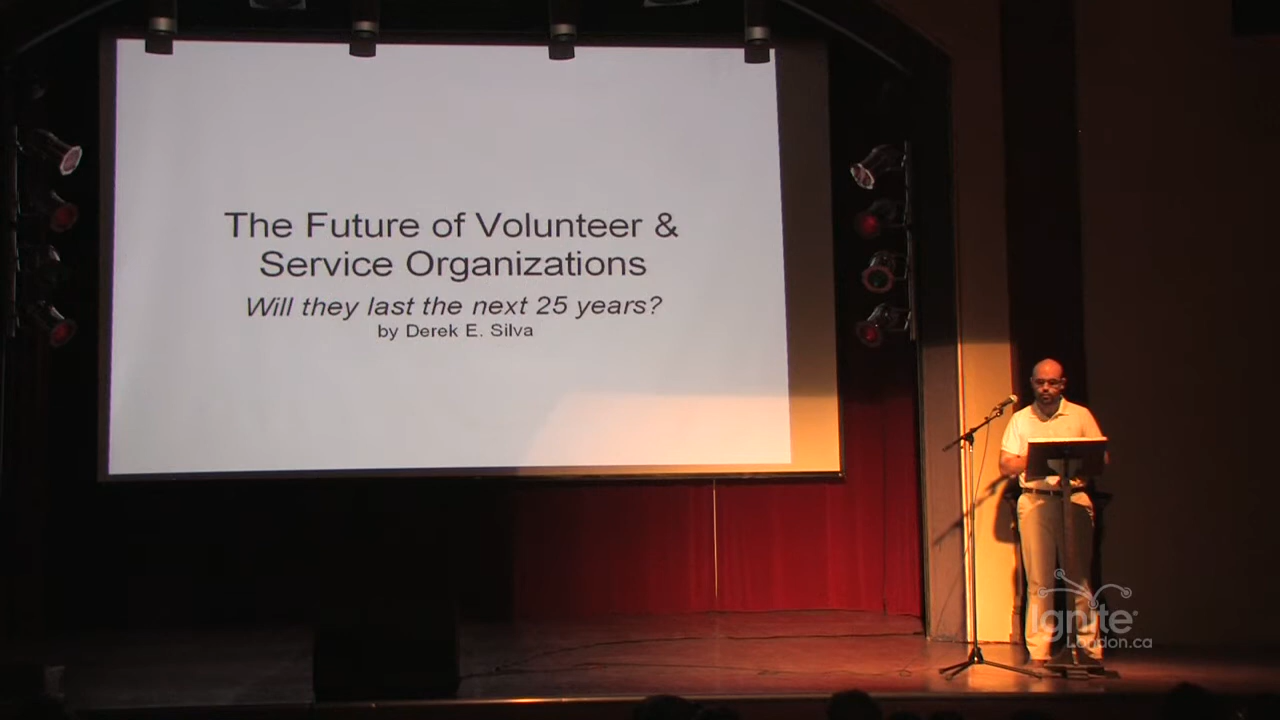 The Future of Volunteer &
Service Organizations
Will they last the next 25 years?
by Derek E. Silva
Ignite
London.ca